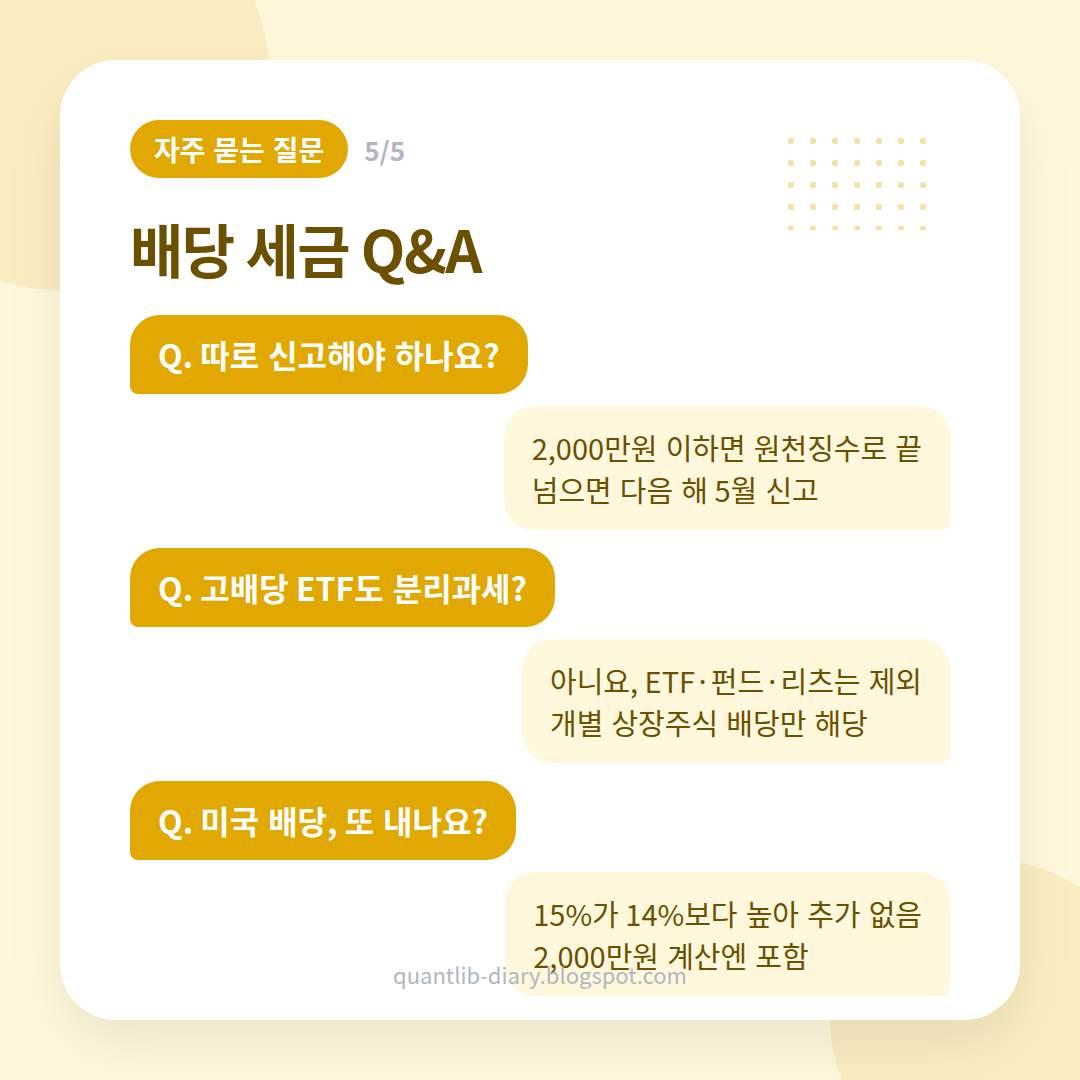 자주 묻는 질문 5/5
배당 세금 Q&A
Q. 따로 신고해야 하나요?
2,000만원 이하면 원천징수로 끝
넘으면 다음 해 5월 신고
Q. 고배당 ETF도 분리과세?
아니요, ETF·펀드·리츠는 제외
개별 상장주식 배당만 해당
Q. 미국 배당, 또 내나요?
15%가 14%보다 높아 추가 없음
2,000만원 계산엔 포함
quantlib-diary.blogspot.com